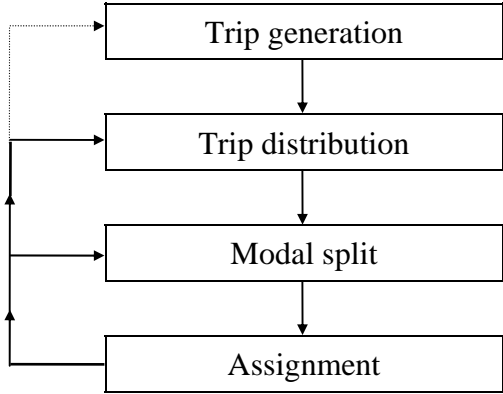 Trip generation
Trip distribution
Modal split
Assignment